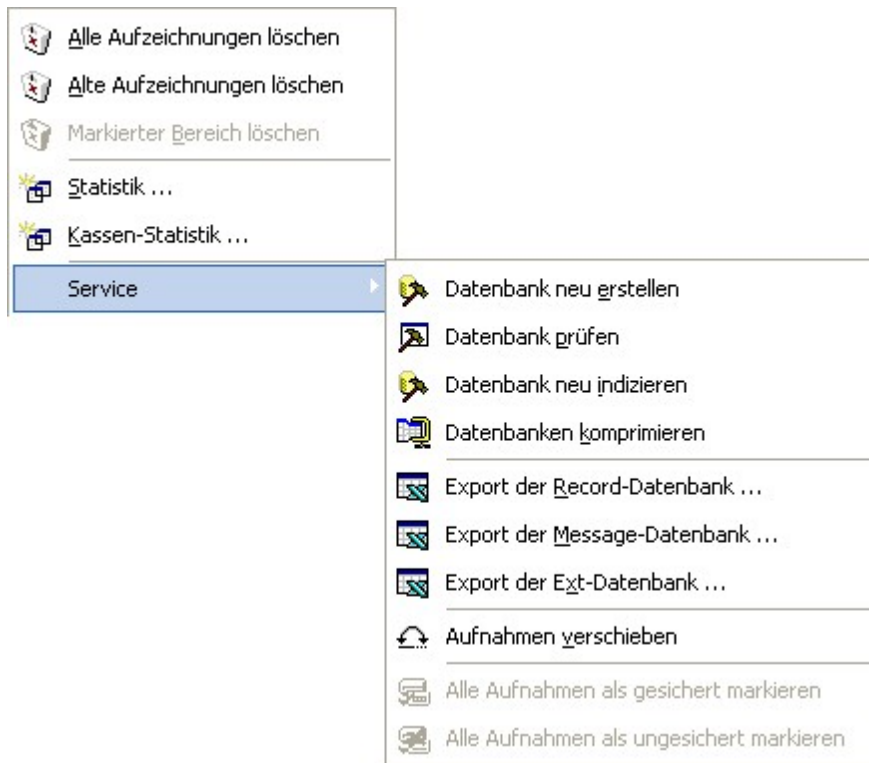 Alle Aufzeichnungen löschen
Alte Aufzeichnungen löschen
Markierter Bereich löschen
Statistik ...
Kassen-Statistik ...
Service
Datenbank neu erstellen
Datenbank prüfen
Datenbank neu indizieren
Datenbanken komprimieren
Export der Record-Datenbank ...
Export der Message-Datenbank ...
Export der Ext-Datenbank ...
Aufnahmen verschieben
Alle Aufnahmen als gesichert markieren
Alle Aufnahmen als ungesichert markieren